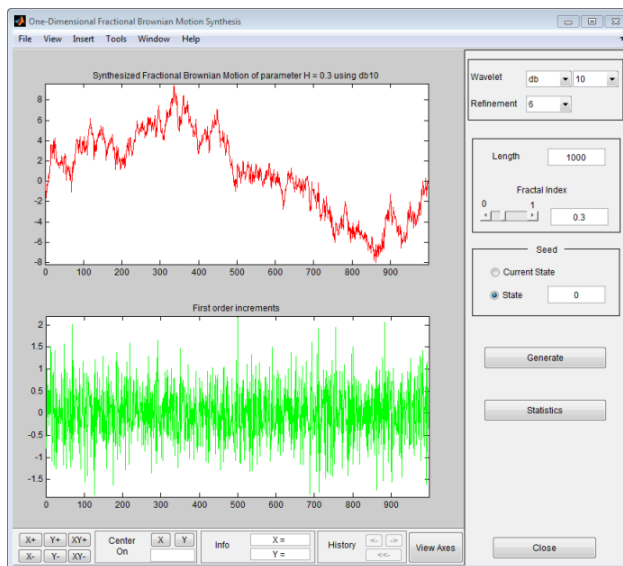 One-Dimensional Fractional Brownian Motion Synthesis
File View Insert Tools Window Help
Synthesized Fractional Brownian Motion of parameter H = 0.3 using db10
8
6
4
2
0
-2
-4
-6
-8
0 100 200 300 400 500 600 700 800 900
First order increments
2
1.5
1
0.5
0
-0.5
-1
-1.5
0 100 200 300 400 500 600 700 800 900
Wavelet db 10
Refinement 6
Length 1000
Fractal Index
0 1
0.3
Seed
Current State
State 0
Generate
Statistics
X+ Y+ XY+
X- Y- XY-
Center
On
X Y
Info
X =
Y =
History
<- ->
<<-
View Axes
Close